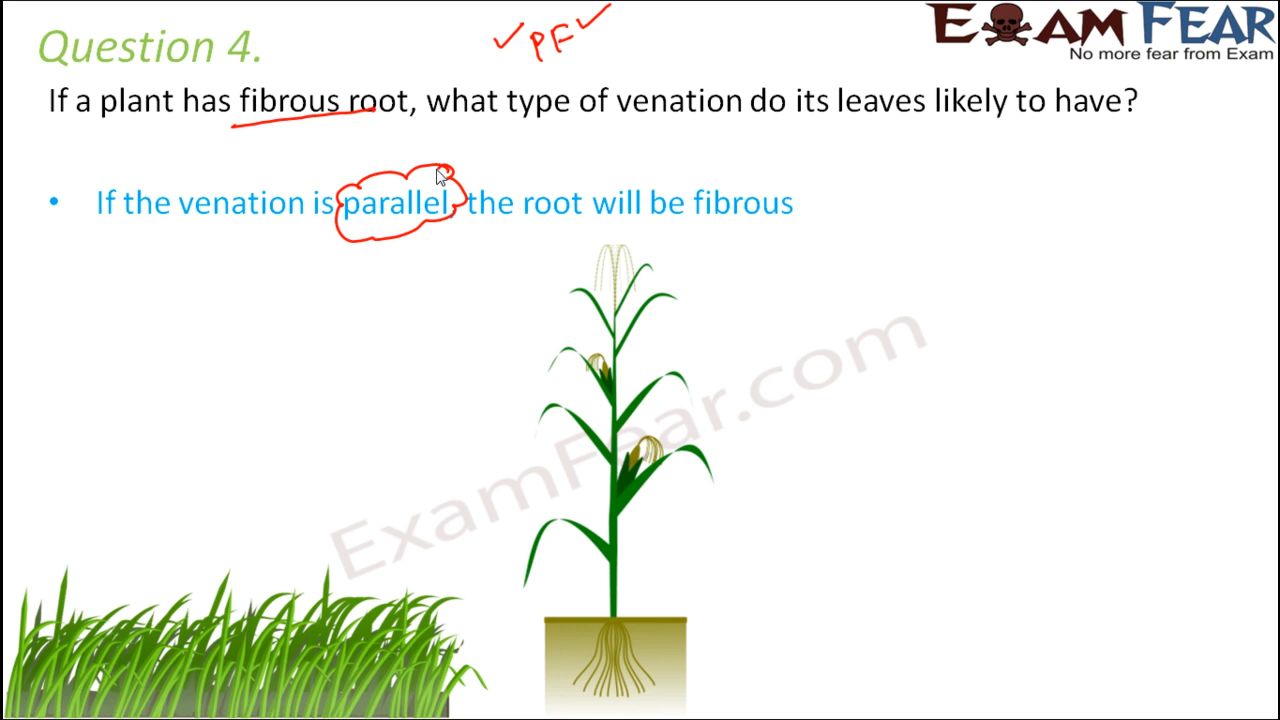 EXAM FEAR
No more fear from Exam
Question 4.
✓ PF ✓
If a plant has fibrous root, what type of venation do its leaves likely to have?
• If the venation is parallel, the root will be fibrous
ExamFear.com